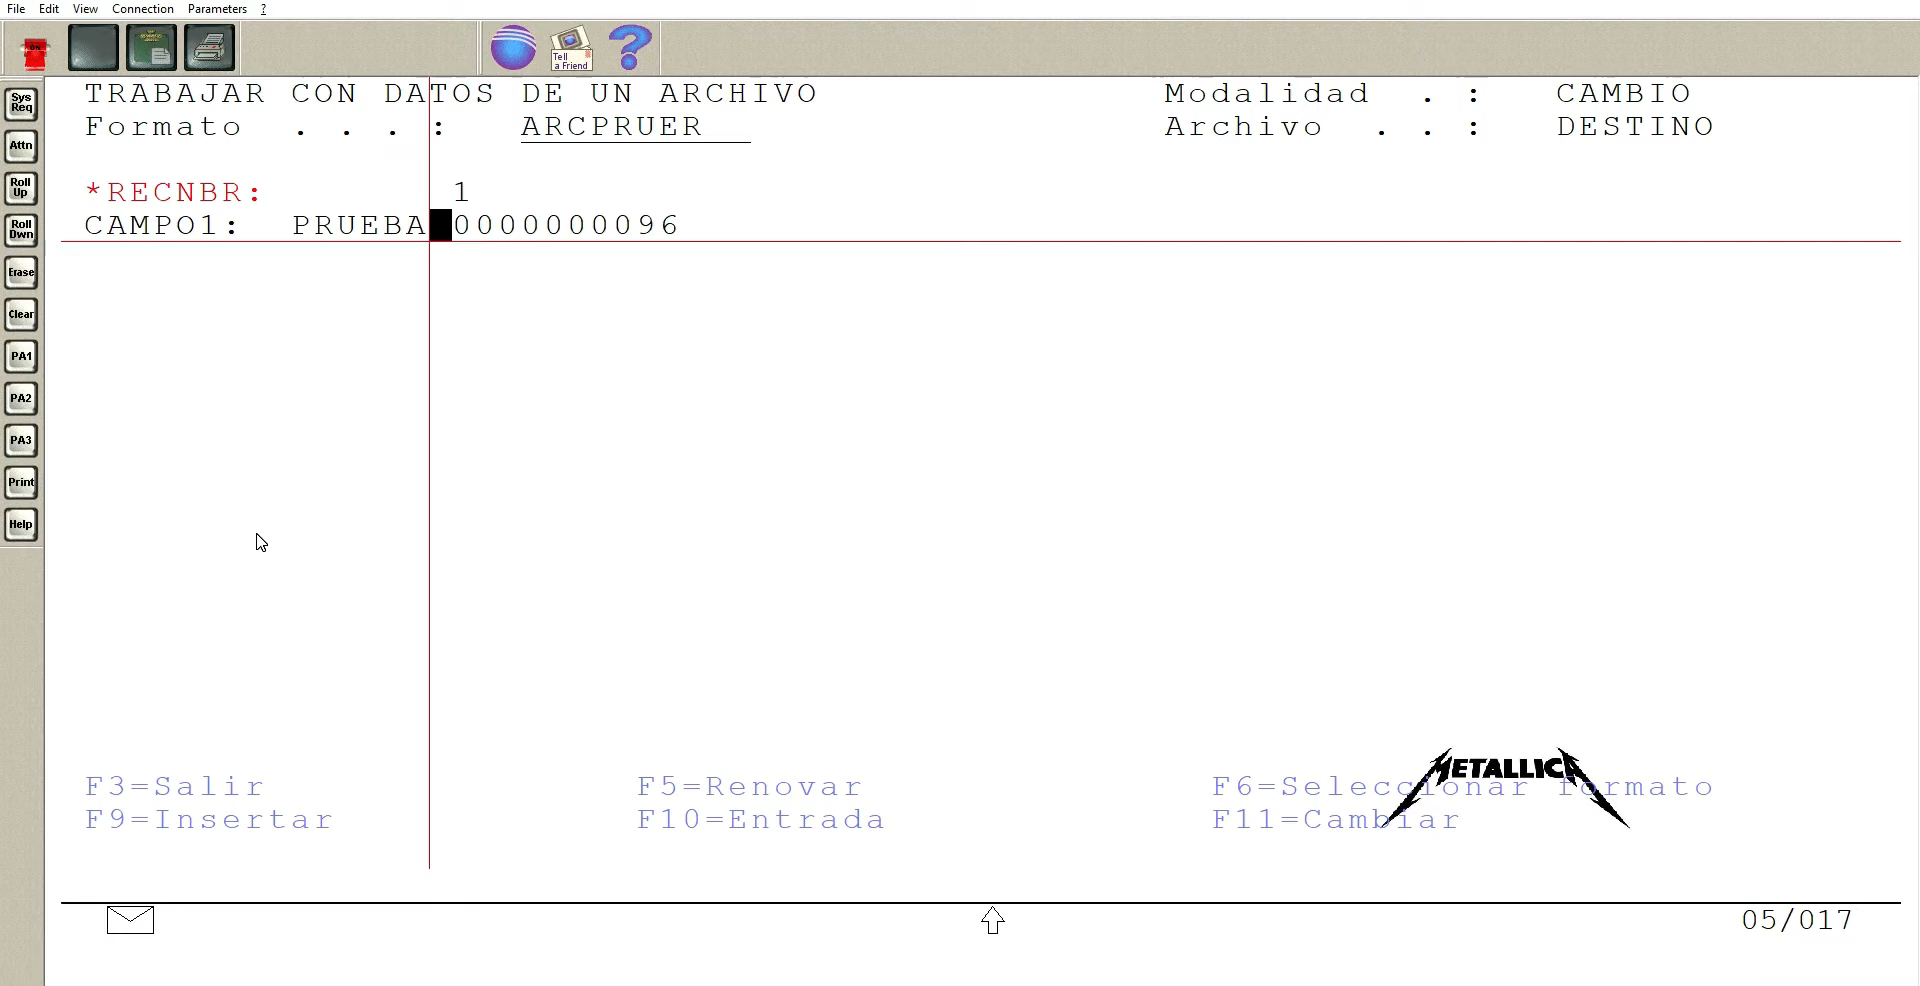 File Edit View Connection Parameters ?
ON
Tell
a Friend
Sys
Req
Attn
Roll
Up
Roll
Dwn
Erase
Clear
PA1
PA2
PA3
Print
Help
TRABAJAR CON DATOS DE UN ARCHIVO Modalidad . : CAMBIO
Formato . . . : ARCPRUER Archivo . . : DESTINO
*RECNBR: 1
CAMPO1: PRUEBA 0000000096
METALLICA
F3=Salir F5=Renovar F6=Seleccionar formato
F9=Insertar F10=Entrada F11=Cambiar
05/017